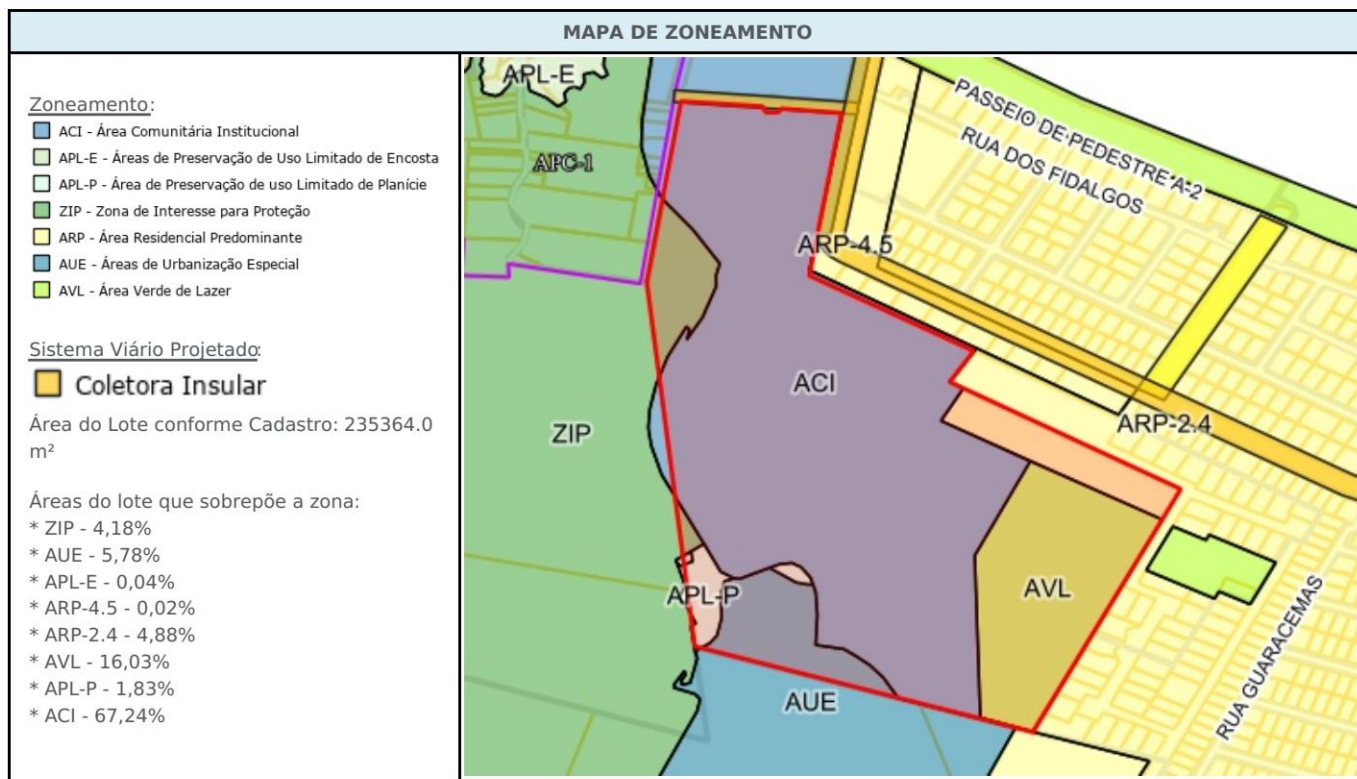 MAPA DE ZONEAMENTO
Zoneamento:
ACI - Área Comunitária Institucional
APL-E - Áreas de Preservação de Uso Limitado de Encosta
APL-P - Área de Preservação de uso Limitado de Planície
ZIP - Zona de Interesse para Proteção
ARP - Área Residencial Predominante
AUE - Áreas de Urbanização Especial
AVL - Área Verde de Lazer
Sistema Viário Projetado:
Coletora Insular
Área do Lote conforme Cadastro: 235364.0
m²
Áreas do lote que sobrepõe a zona:
* ZIP - 4,18%
* AUE - 5,78%
* APL-E - 0,04%
* ARP-4.5 - 0,02%
* ARP-2.4 - 4,88%
* AVL - 16,03%
* APL-P - 1,83%
* ACI - 67,24%
APL-E
APC-1
PASSEIO DE PEDESTRE A-2
RUA DOS FIDALGOS
ARP-4.5
ACI
ARP-2.4
ZIP
APL-P
AVL
AUE
RUA GUARACEMAS